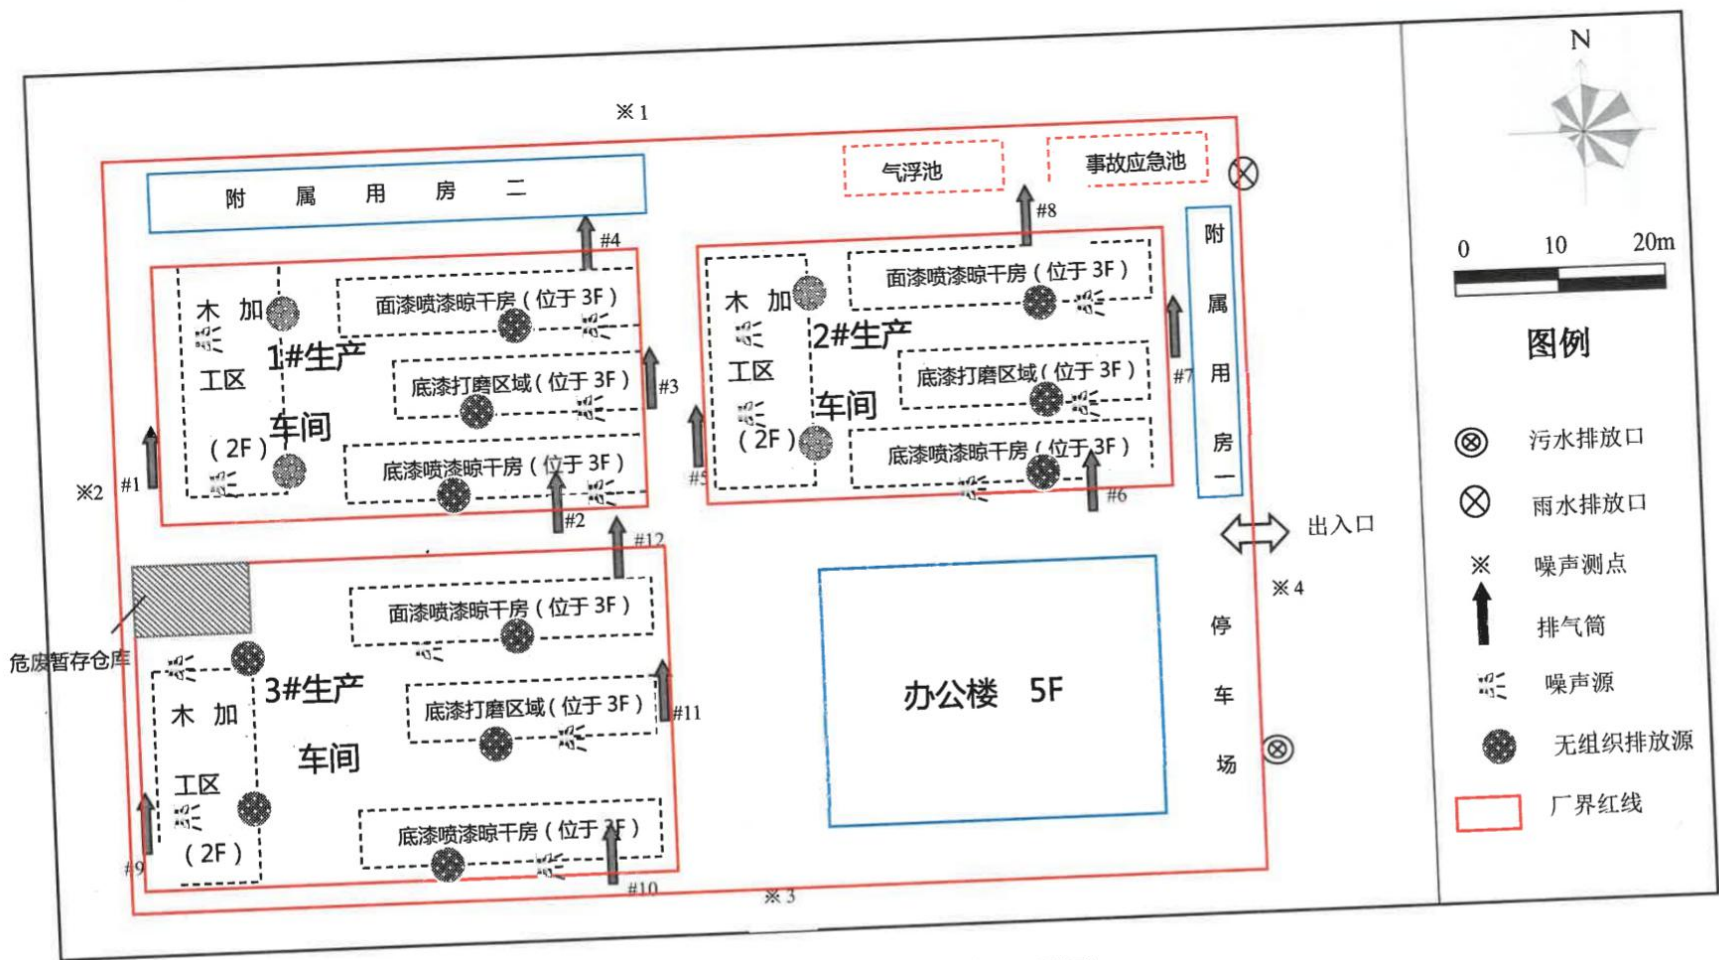 ※1
气浮池
事故应急池
附属用房二
#4
#8
附属用房一
木加
工区
(2F)
1#生产
车间
面漆喷漆晾干房(位于3F)
底漆打磨区域(位于3F)
底漆喷漆晾干房(位于3F)
#3
#1
※2
#2
木加
工区
(2F)
2#生产
车间
面漆喷漆晾干房(位于3F)
底漆打磨区域(位于3F)
底漆喷漆晾干房(位于3F)
#7
#5
#6
#12
出入口
※4
危废暂存仓库
木加
工区
(2F)
3#生产
车间
面漆喷漆晾干房(位于3F)
底漆打磨区域(位于3F)
底漆喷漆晾干房(位于3F)
#11
#9
#10
办公楼 5F
停车场
※3
N
0 10 20m
图例
污水排放口
雨水排放口
※ 噪声测点
排气筒
噪声源
无组织排放源
厂界红线